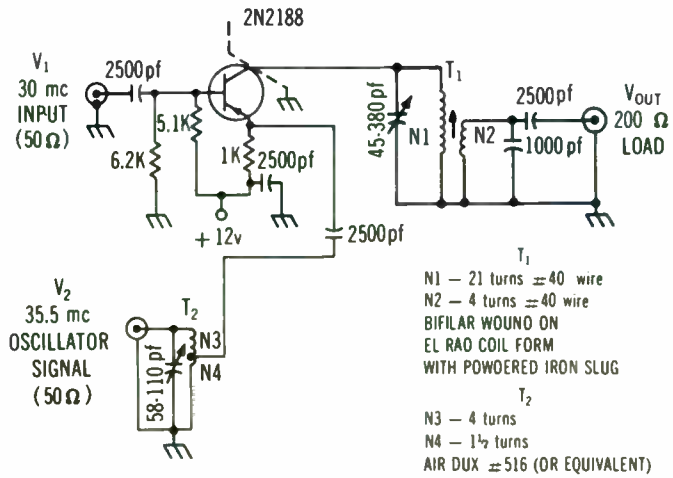 2N2188
V1
30 mc
INPUT
(50Ω)
2500pf
5.1K
6.2K
1K
2500pf
+ 12v
45-380pf
T1
N1
N2
2500pf
1000pf
VOUT
200 Ω
LOAD
2500pf
V2
35.5 mc
OSCILLATOR
SIGNAL
(50Ω)
T2
N3
N4
58-110 pf
T1
N1 — 21 turns #40 wire
N2 — 4 turns #40 wire
BIFILAR WOUNO ON
EL RAO COIL FORM
WITH POWDERED IRON SLUG
T2
N3 — 4 turns
N4 — 1½ turns
AIR DUX #516 (OR EQUIVALENT)